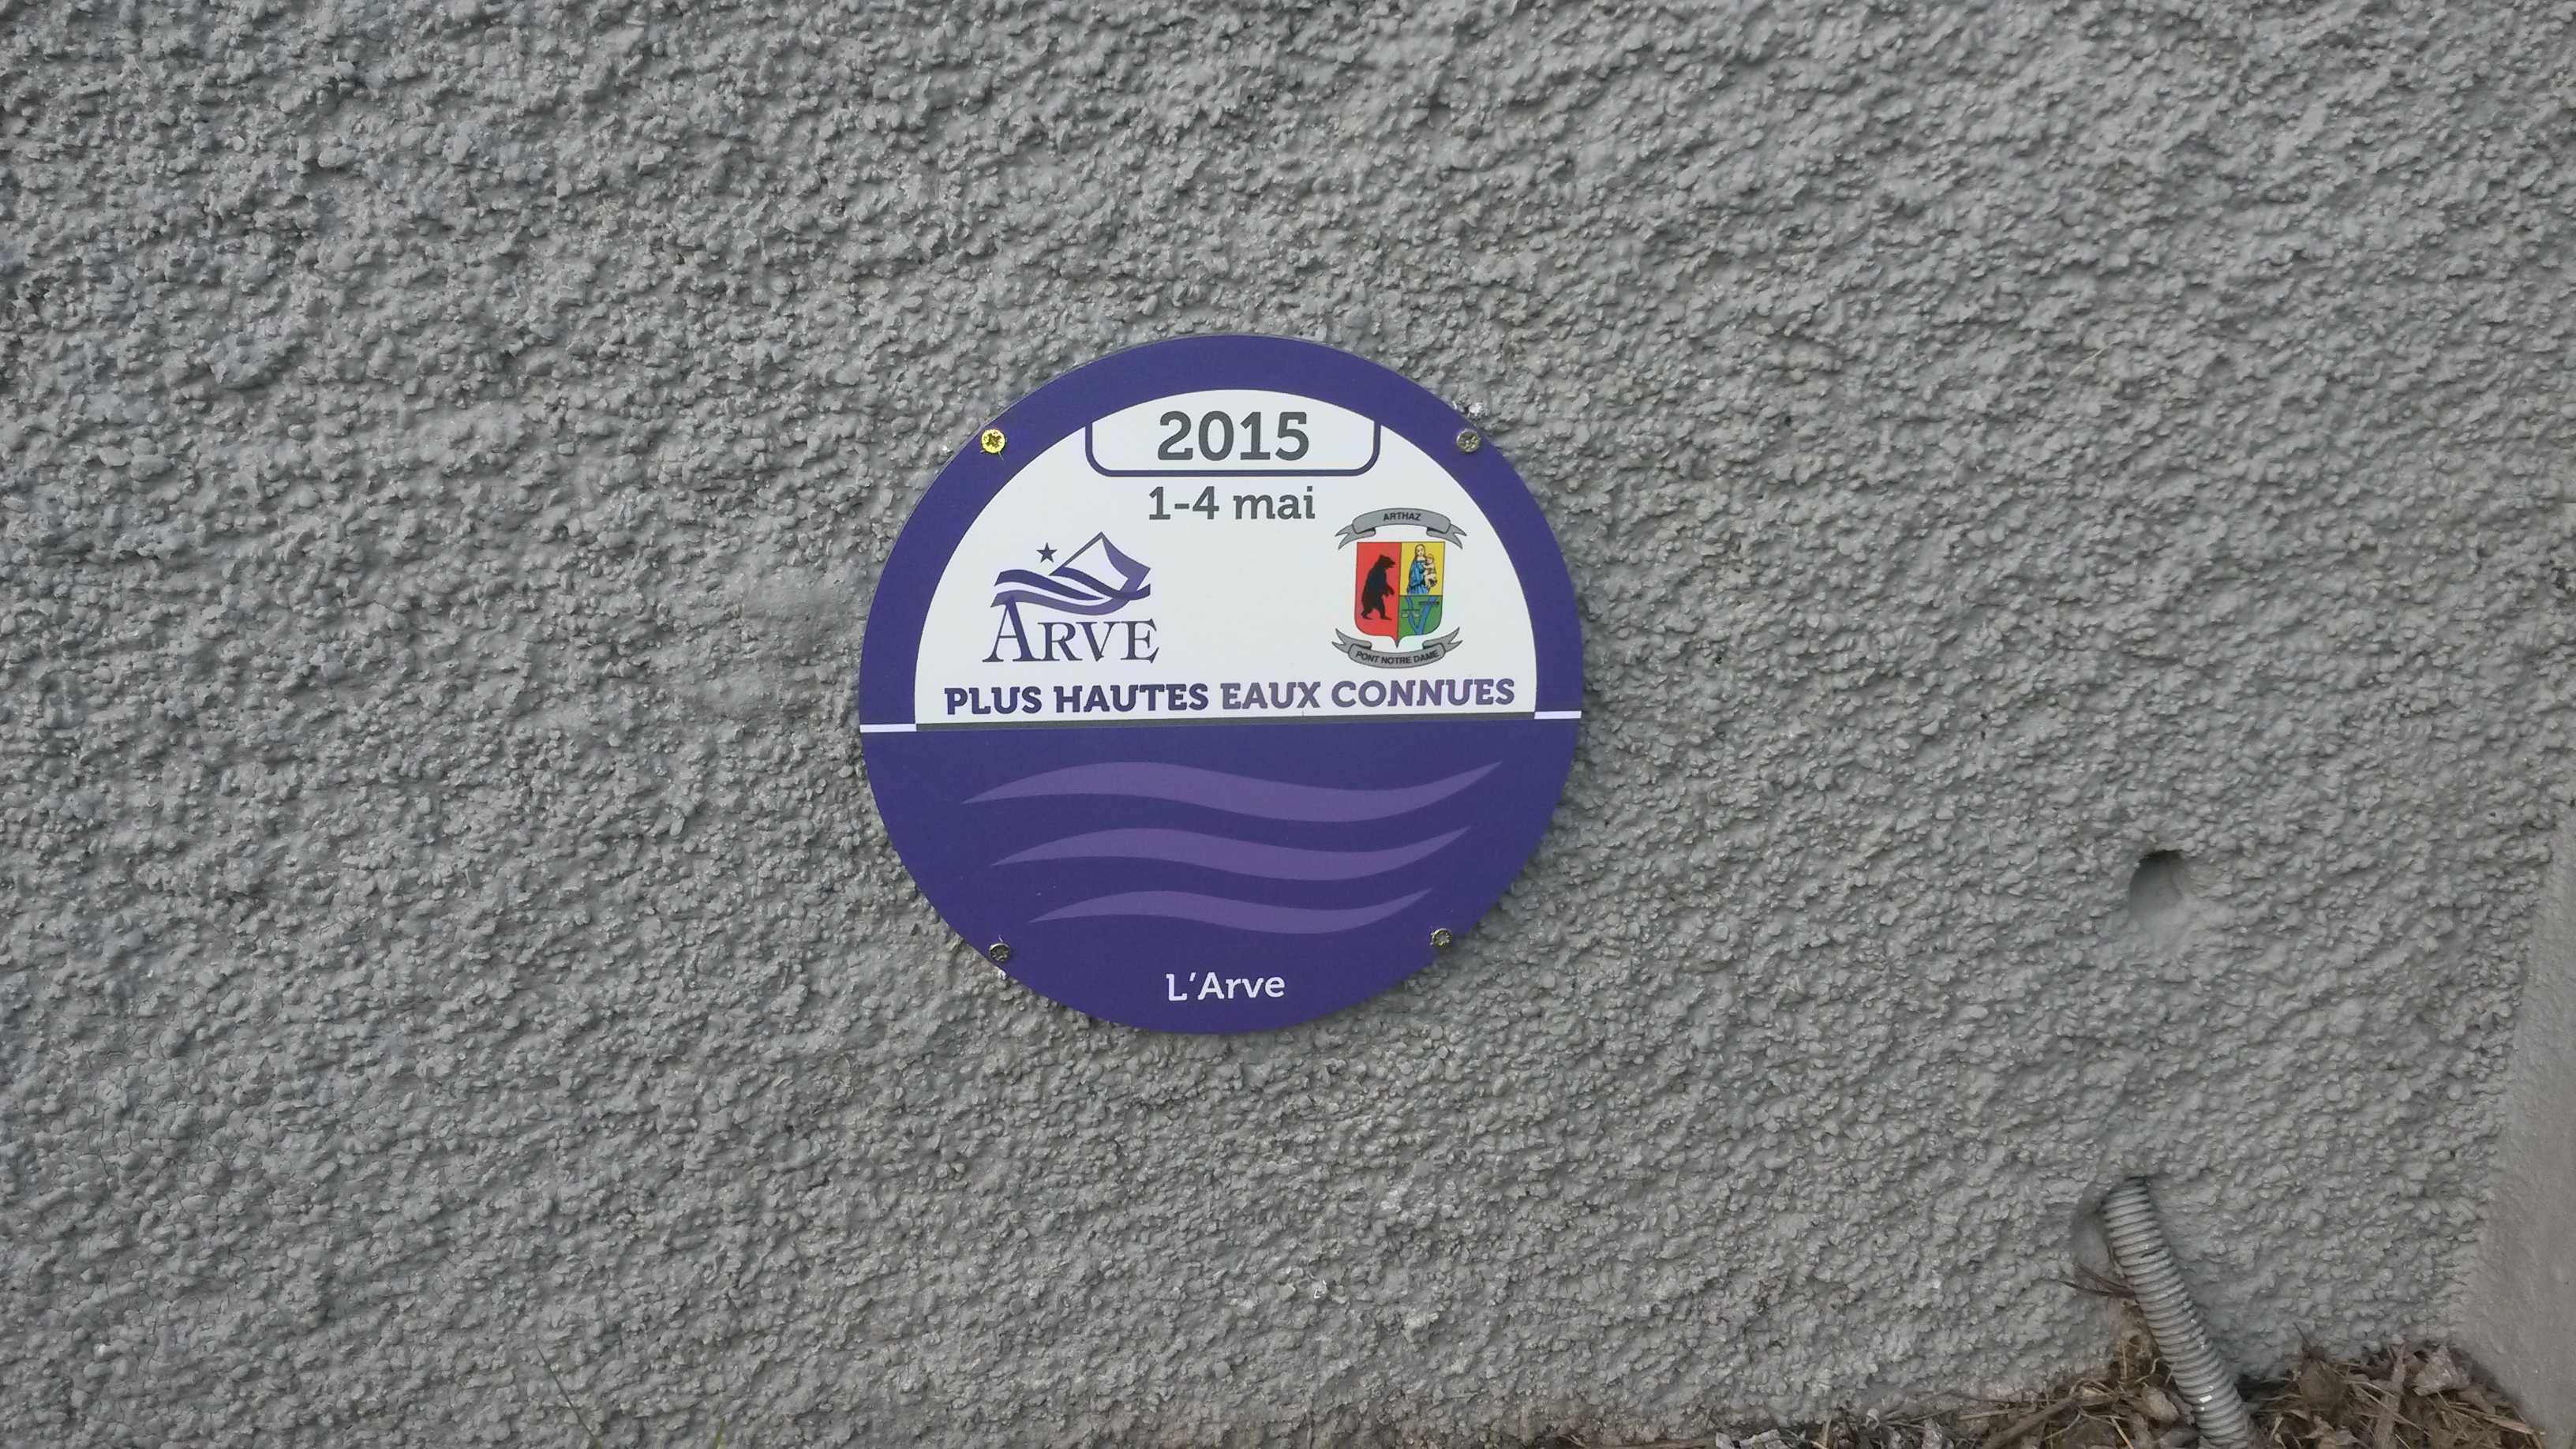 2015
1-4 mai
ARTHAZ
ARVE
PONT NOTRE DAME
PLUS HAUTES EAUX CONNUES
L'Arve